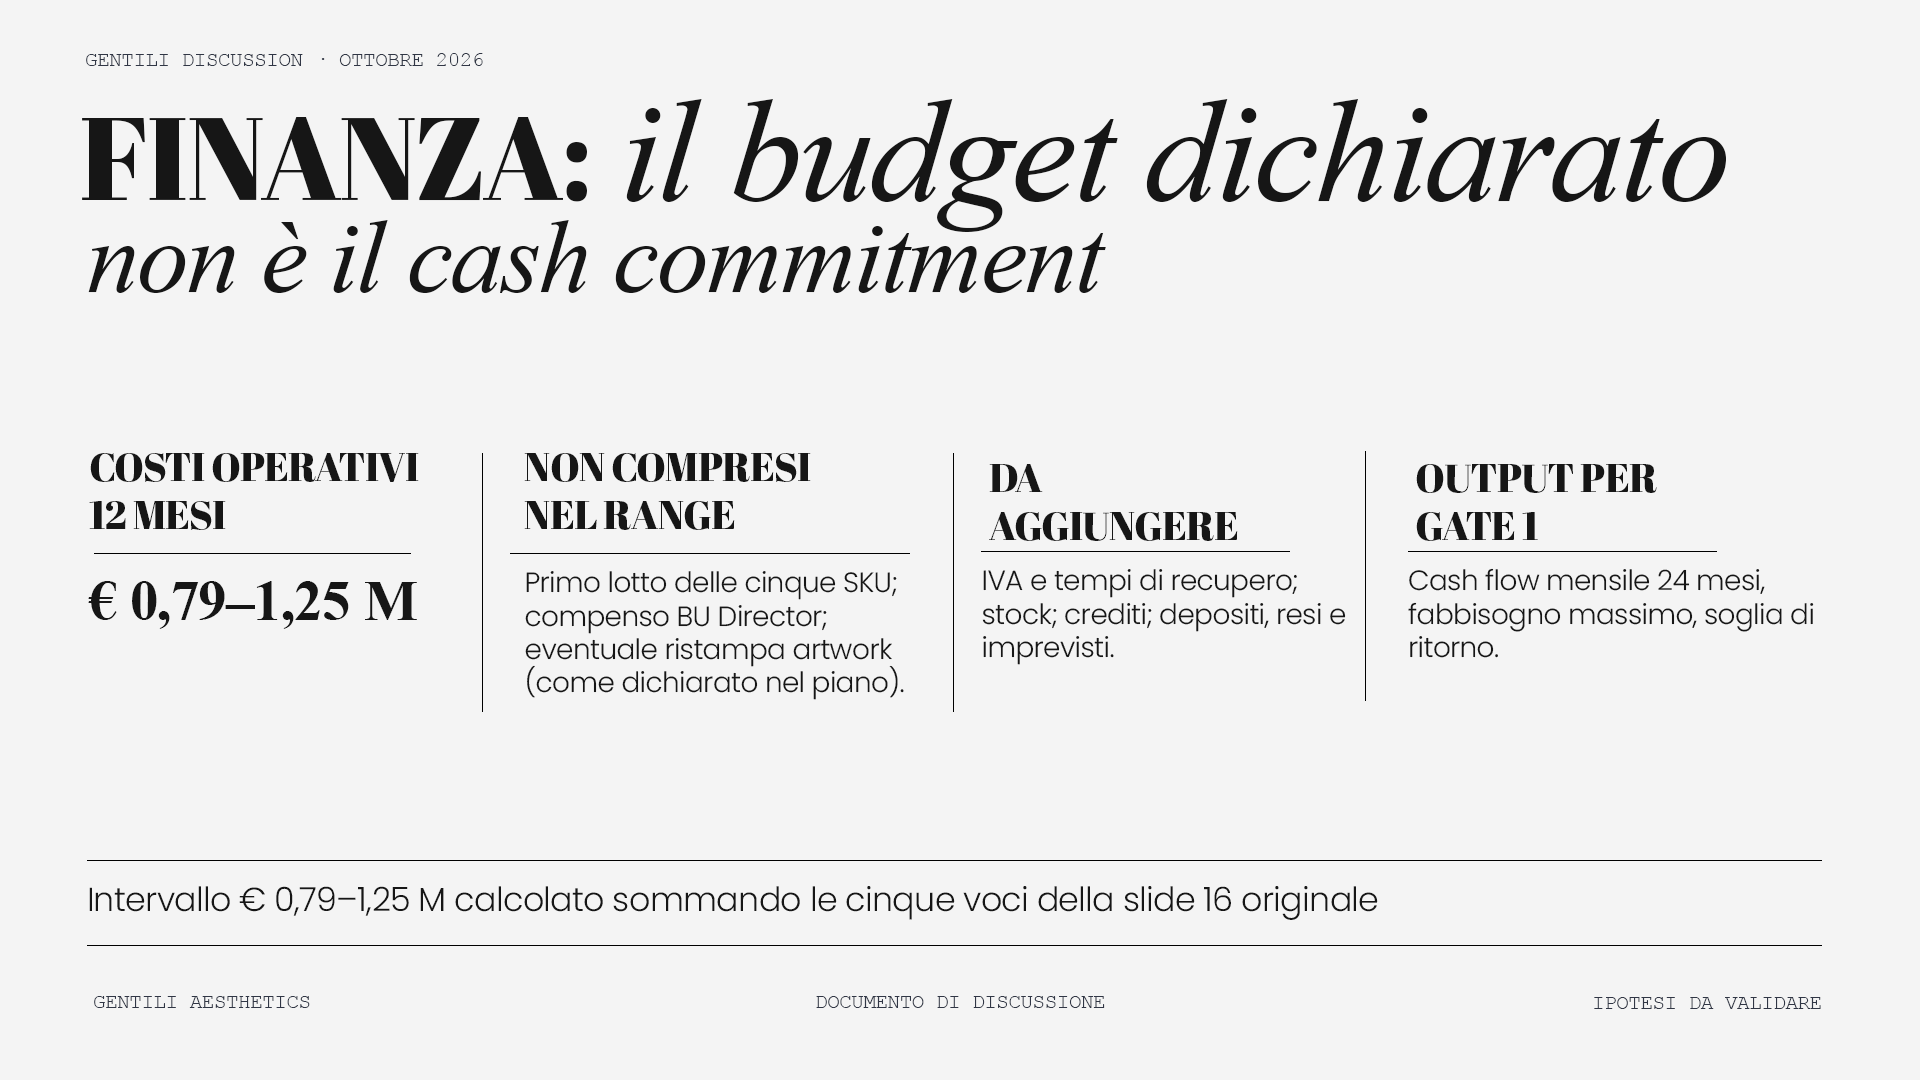 GENTILI DISCUSSION · OTTOBRE 2026
FINANZA: il budget dichiarato
non è il cash commitment
COSTI OPERATIVI
12 MESI
€ 0,79–1,25 M
NON COMPRESI
NEL RANGE
Primo lotto delle cinque SKU;
compenso BU Director;
eventuale ristampa artwork
(come dichiarato nel piano).
DA
AGGIUNGERE
IVA e tempi di recupero;
stock; crediti; depositi, resi e
imprevisti.
OUTPUT PER
GATE 1
Cash flow mensile 24 mesi,
fabbisogno massimo, soglia di
ritorno.
Intervallo € 0,79–1,25 M calcolato sommando le cinque voci della slide 16 originale
GENTILI AESTHETICS
DOCUMENTO DI DISCUSSIONE
IPOTESI DA VALIDARE